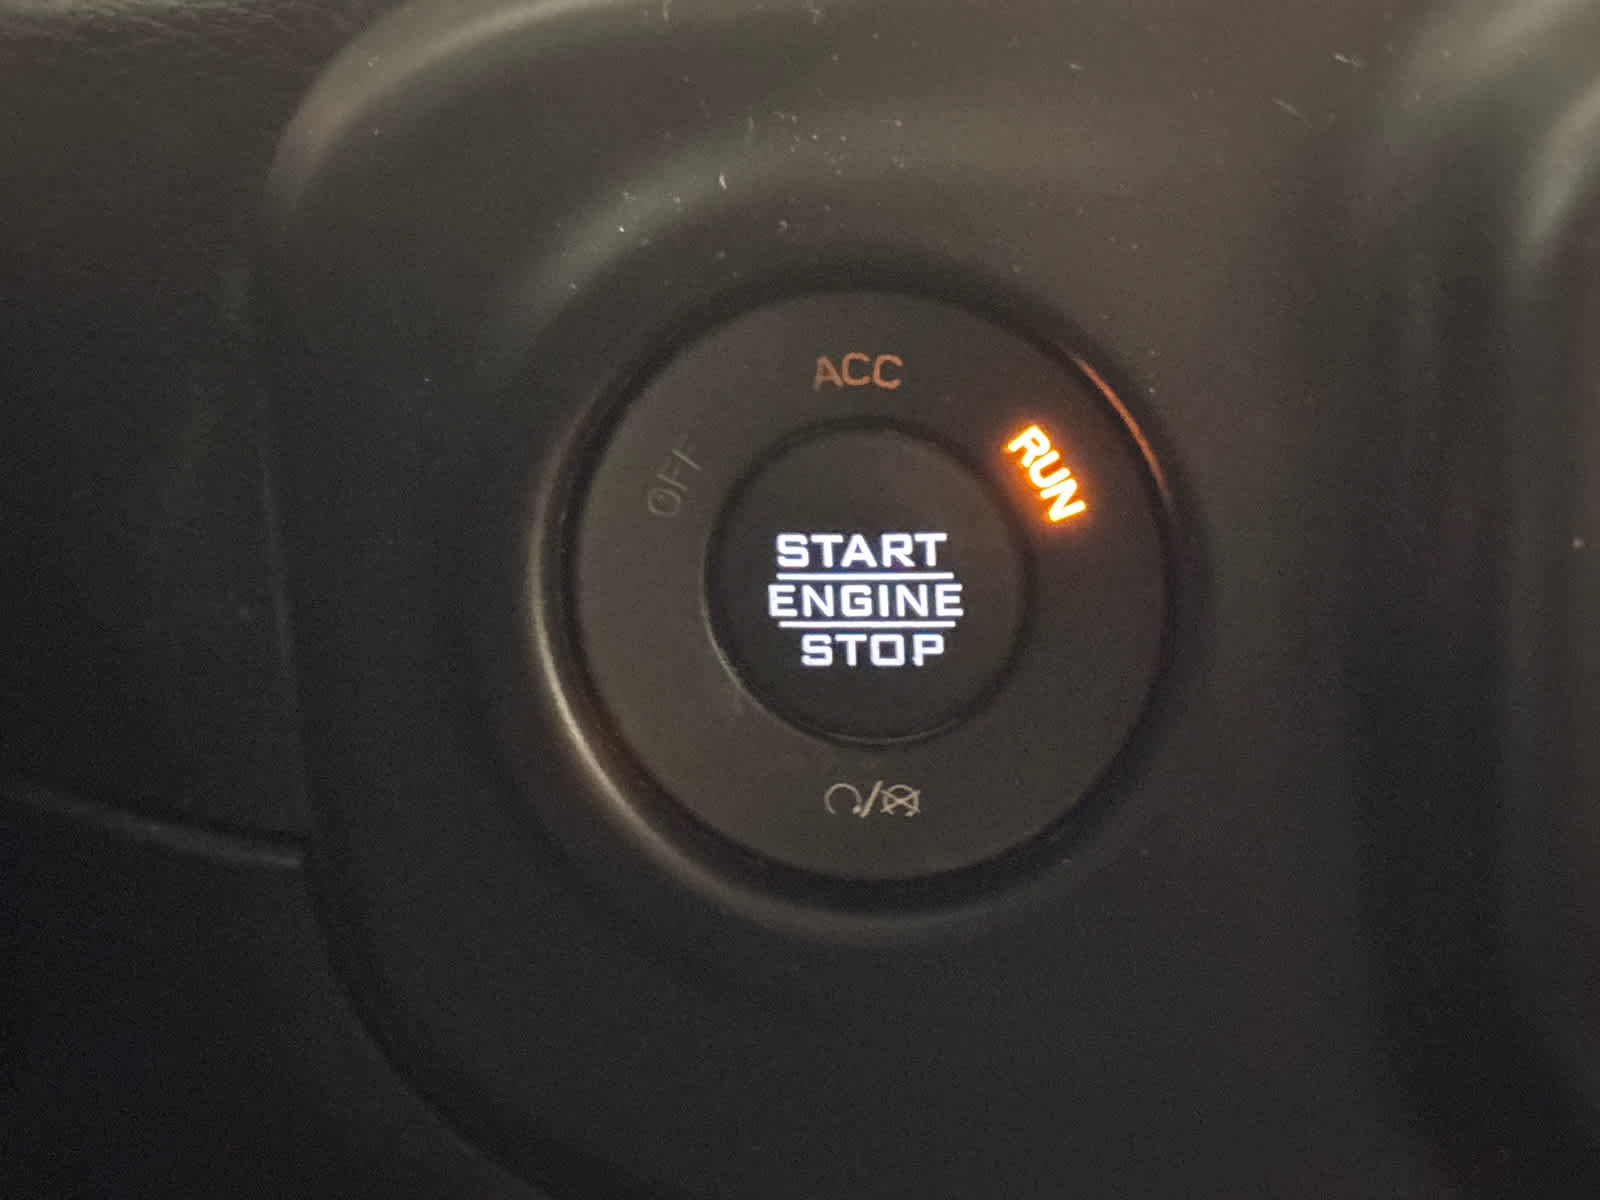 ACC
OFF
RUN
START
ENGINE
STOP